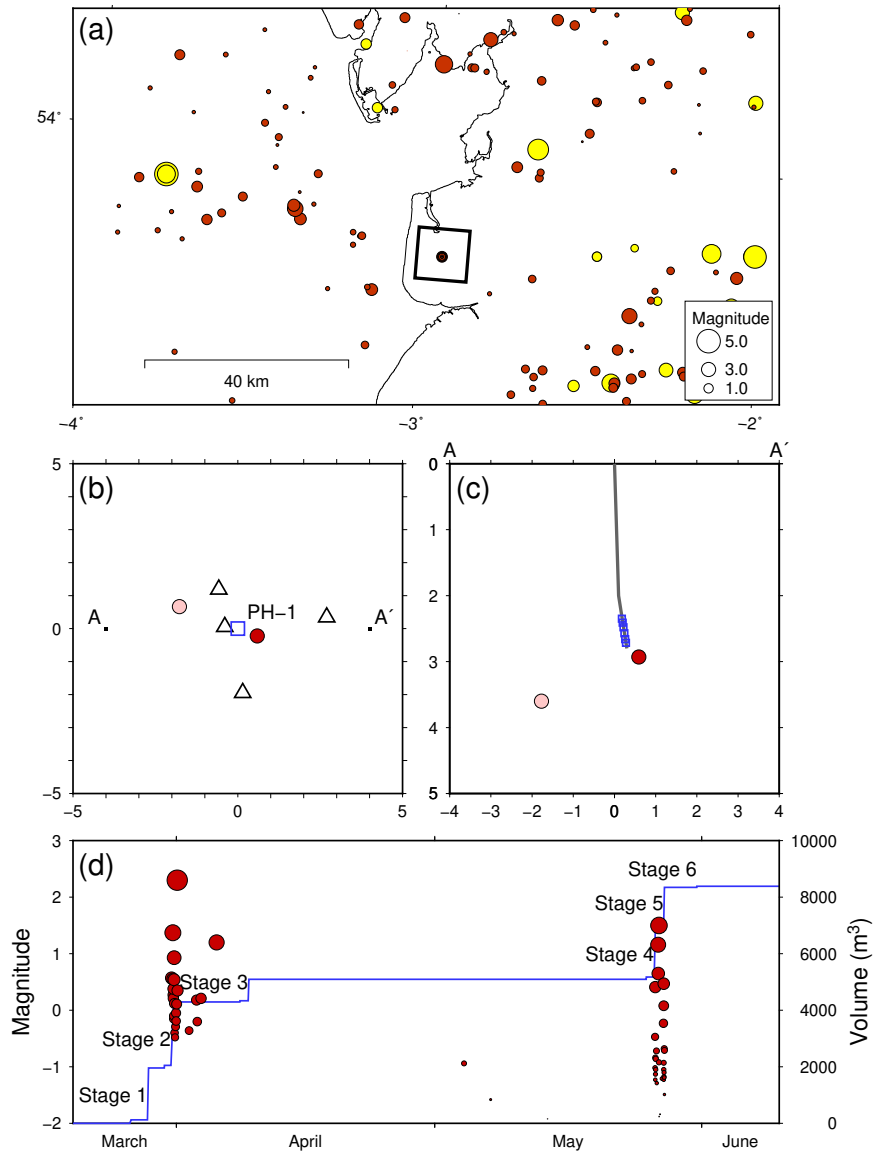 (a)
54°
Magnitude
5.0
3.0
1.0
40 km
−4° −3° −2°
(b)
5
0
−5
−5 0 5
A A´
PH−1
A A´
(c)
0
1
2
3
4
5
−4 −3 −2 −1 0 1 2 3 4
(d)
Magnitude
3
2
1
0
−1
−2
Stage 1
Stage 2
Stage 3
Stage 4
Stage 5
Stage 6
10000
8000
6000
4000
2000
0
Volume (m³)
March April May June